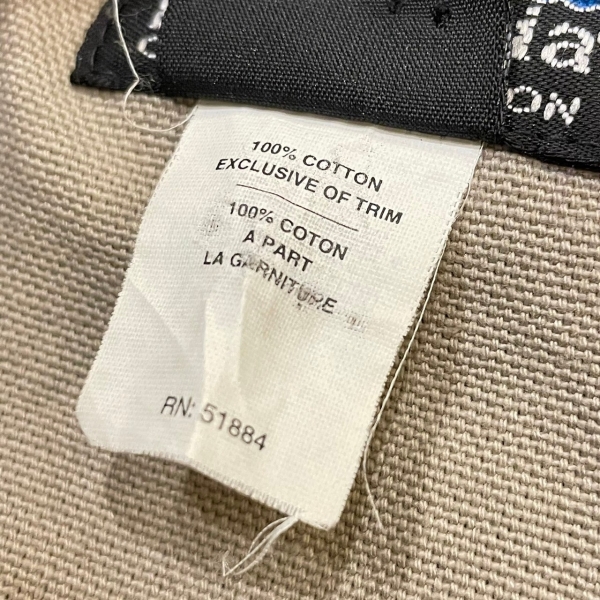 100% COTTON
EXCLUSIVE OF TRIM
100% COTON
A PART
LA GARNITURE
RN: 51884